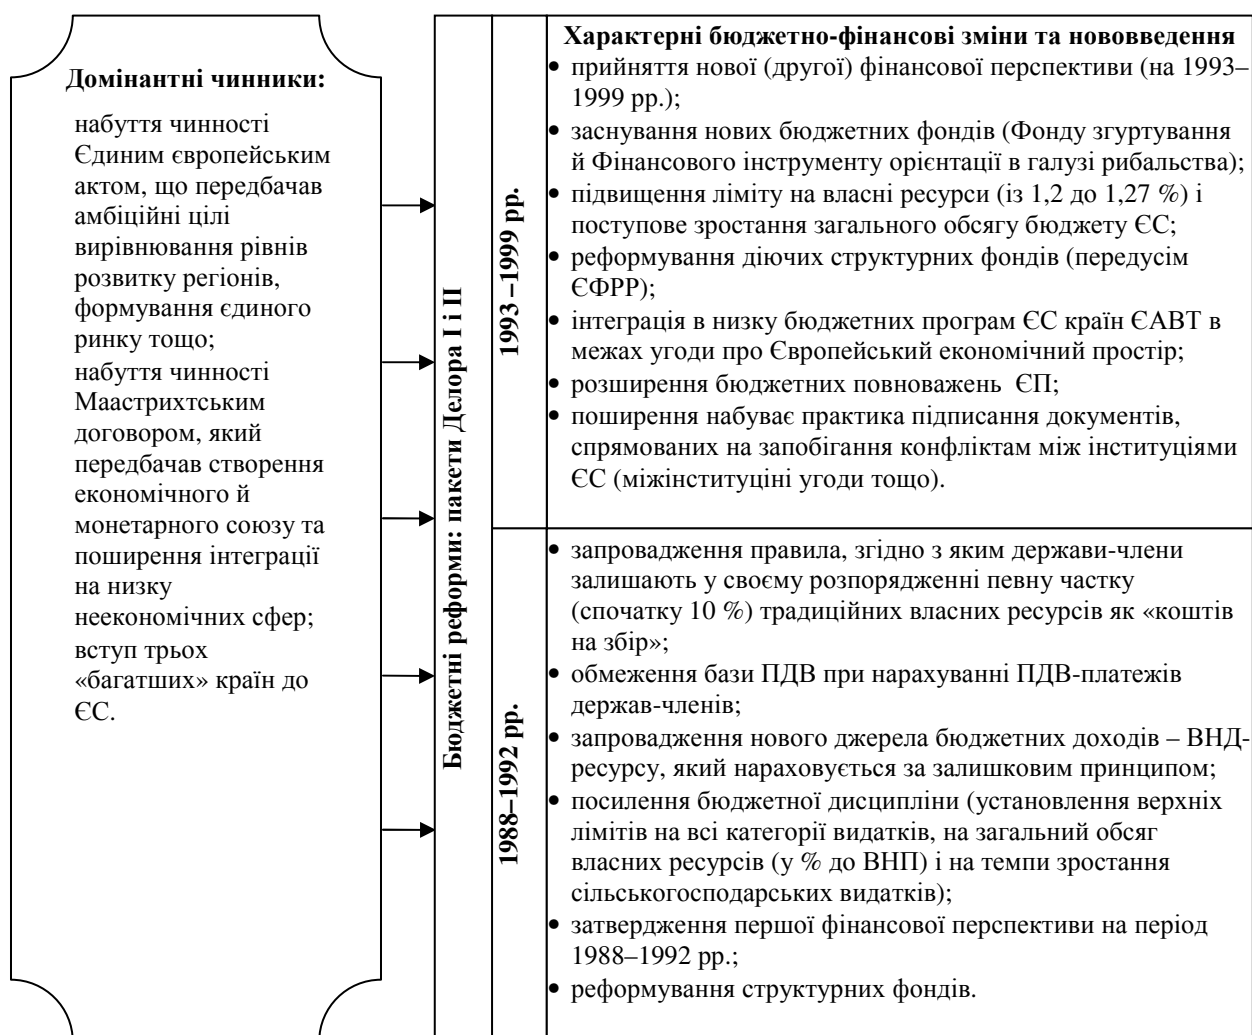 Домінантні чинники:
набуття чинності
Єдиним європейським
актом, що передбачав
амбіційні цілі
вирівнювання рівнів
розвитку регіонів,
формування єдиного
ринку тощо;
набуття чинності
Маастрихтським
договором, який
передбачав створення
економічного й
монетарного союзу та
поширення інтеграції
на низку
неекономічних сфер;
вступ трьох
«багатших» країн до
ЄС.
Бюджетні реформи: пакети Делора І і ІІ
1993 –1999 рр.
Характерні бюджетно-фінансові зміни та нововведення
• прийняття нової (другої) фінансової перспективи (на 1993–
1999 рр.);
• заснування нових бюджетних фондів (Фонду згуртування
й Фінансового інструменту орієнтації в галузі рибальства);
• підвищення ліміту на власні ресурси (із 1,2 до 1,27 %) і
поступове зростання загального обсягу бюджету ЄС;
• реформування діючих структурних фондів (передусім
ЄФРР);
• інтеграція в низку бюджетних програм ЄС країн ЄАВТ в
межах угоди про Європейський економічний простір;
• розширення бюджетних повноважень ЄП;
• поширення набуває практика підписання документів,
спрямованих на запобігання конфліктам між інституціями
ЄС (міжінституціні угоди тощо).
1988–1992 рр.
• запровадження правила, згідно з яким держави-члени
залишають у своєму розпорядженні певну частку
(спочатку 10 %) традиційних власних ресурсів як «коштів
на збір»;
• обмеження бази ПДВ при нарахуванні ПДВ-платежів
держав-членів;
• запровадження нового джерела бюджетних доходів – ВНД-
ресурсу, який нараховується за залишковим принципом;
• посилення бюджетної дисципліни (установлення верхніх
лімітів на всі категорії видатків, на загальний обсяг
власних ресурсів (у % до ВНП) і на темпи зростання
сільськогосподарських видатків);
• затвердження першої фінансової перспективи на період
1988–1992 рр.;
• реформування структурних фондів.